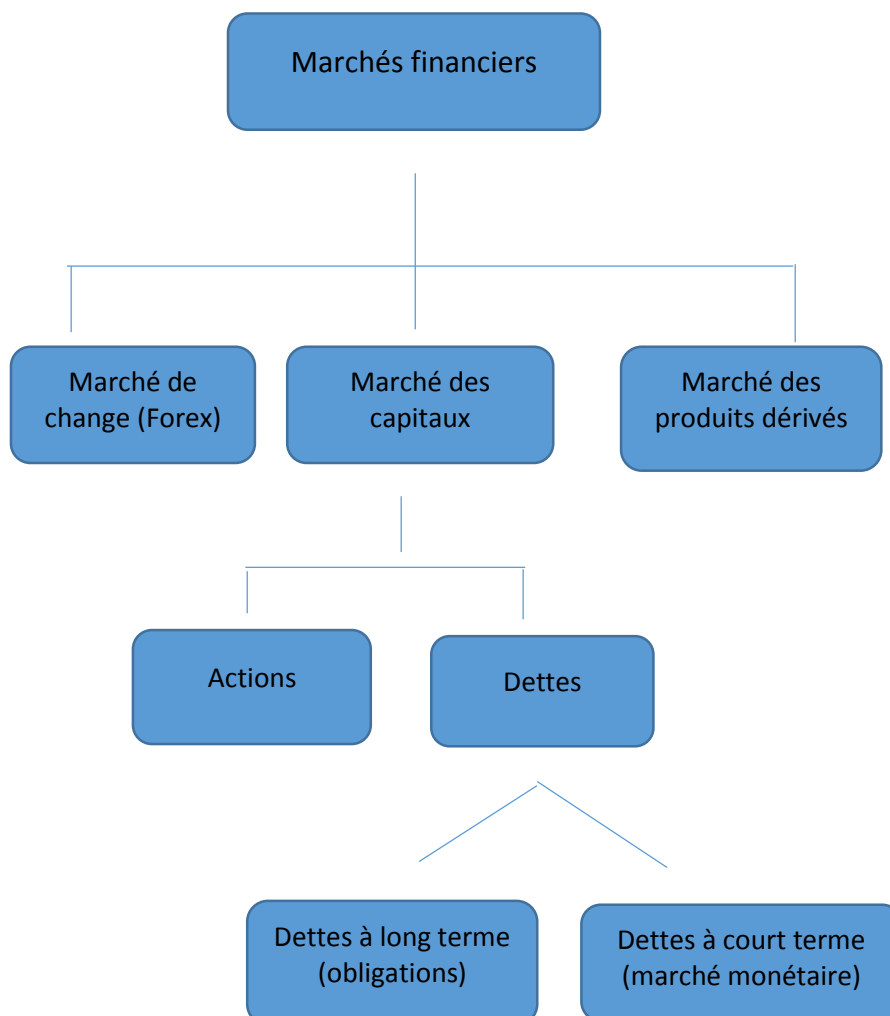 Marchés financiers
Marché de
change (Forex)
Marché des
capitaux
Marché des
produits dérivés
Actions
Dettes
Dettes à long terme
(obligations)
Dettes à court terme
(marché monétaire)